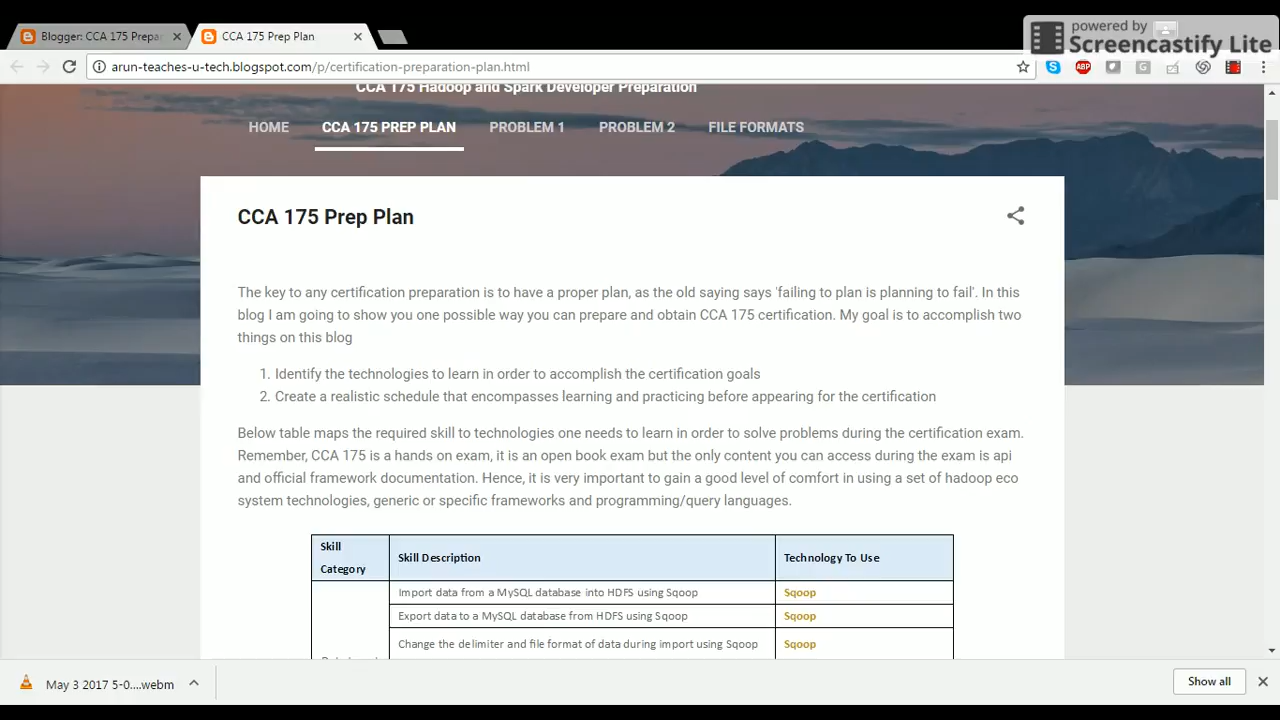 Blogger: CCA 175 Prepar
CCA 175 Prep Plan
powered by
Screencastify Lite
arun-teaches-u-tech.blogspot.com/p/certification-preparation-plan.html
ABP
G
CCA 175 Hadoop and Spark Developer Preparation
HOME CCA 175 PREP PLAN PROBLEM 1 PROBLEM 2 FILE FORMATS
CCA 175 Prep Plan
The key to any certification preparation is to have a proper plan, as the old saying says 'failing to plan is planning to fail'. In this
blog I am going to show you one possible way you can prepare and obtain CCA 175 certification. My goal is to accomplish two
things on this blog
1. Identify the technologies to learn in order to accomplish the certification goals
2. Create a realistic schedule that encompasses learning and practicing before appearing for the certification
Below table maps the required skill to technologies one needs to learn in order to solve problems during the certification exam.
Remember, CCA 175 is a hands on exam, it is an open book exam but the only content you can access during the exam is api
and official framework documentation. Hence, it is very important to gain a good level of comfort in using a set of hadoop eco
system technologies, generic or specific frameworks and programming/query languages.
Skill
Category
Skill Description
Technology To Use
Import data from a MySQL database into HDFS using Sqoop
Sqoop
Export data to a MySQL database from HDFS using Sqoop
Sqoop
Change the delimiter and file format of data during import using Sqoop
Sqoop
May 3 2017 5-0....webm
Show all